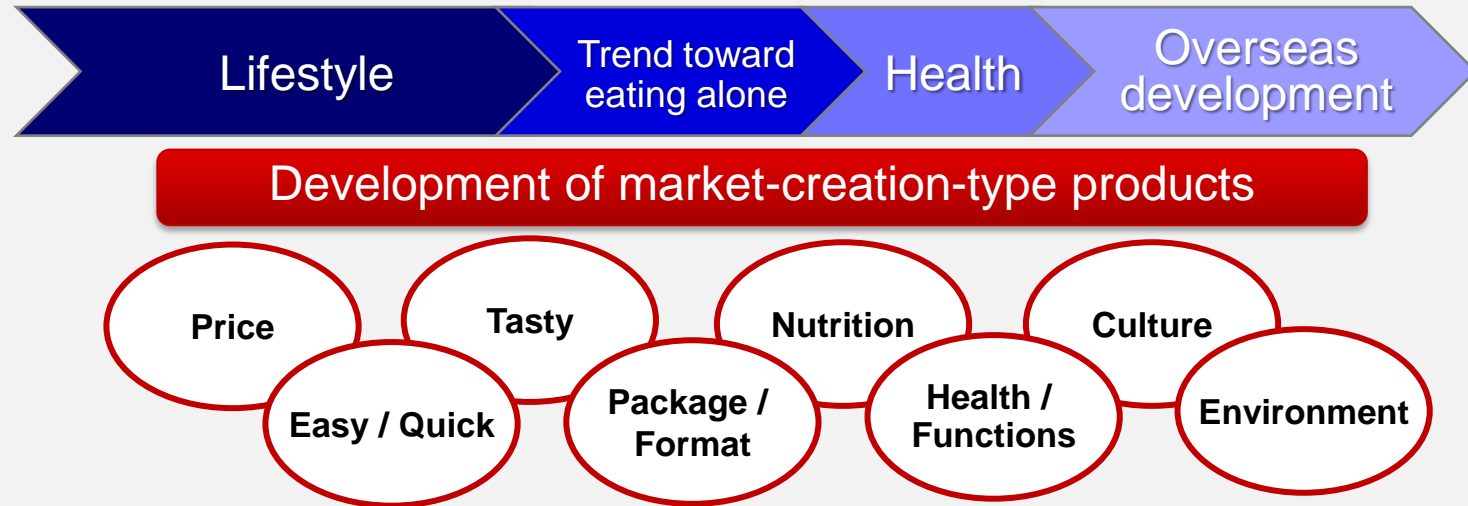 Lifestyle
Trend toward
eating alone
Health
Overseas
development
Development of market-creation-type products
Price
Easy / Quick
Tasty
Package /
Format
Nutrition
Health /
Functions
Culture
Environment